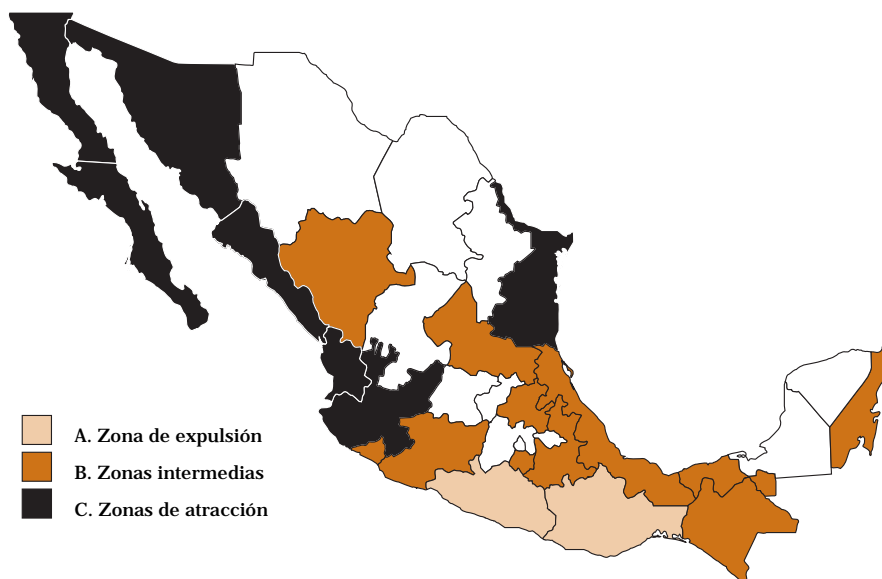 A. Zona de expulsión
B. Zonas intermedias
C. Zonas de atracción